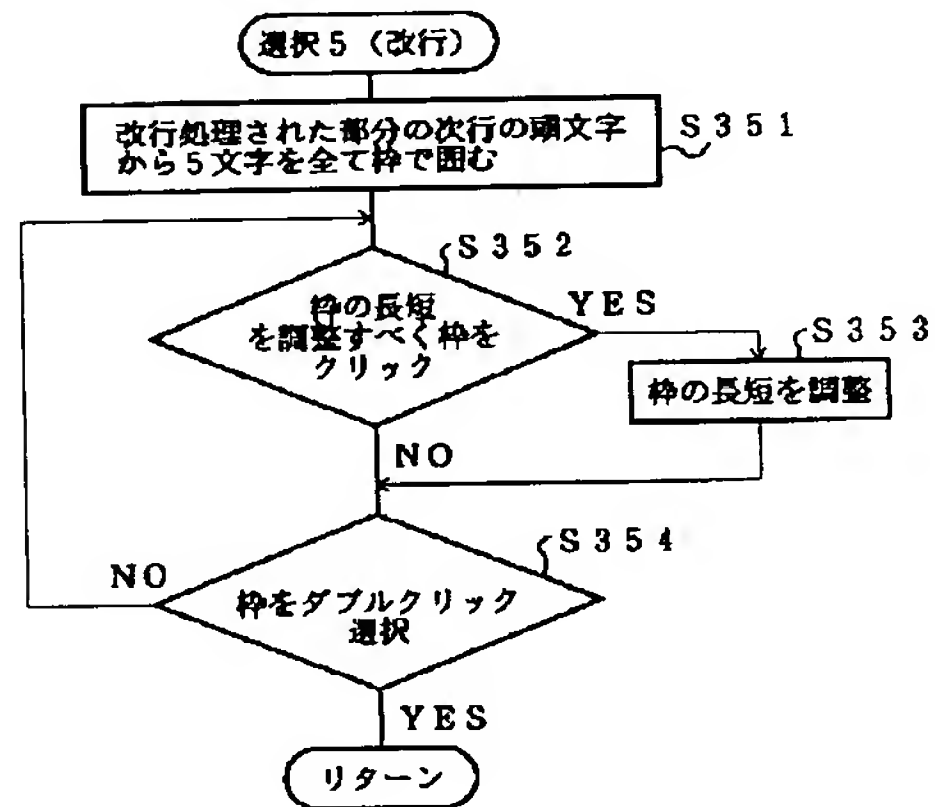 選択5（改行）
改行処理された部分の次行の頭文字
から5文字を全て枠で囲む
S351
S352
枠の長短
を調整すべく枠を
クリック
YES
S353
枠の長短を調整
NO
S354
NO
枠をダブルクリック
選択
YES
リターン